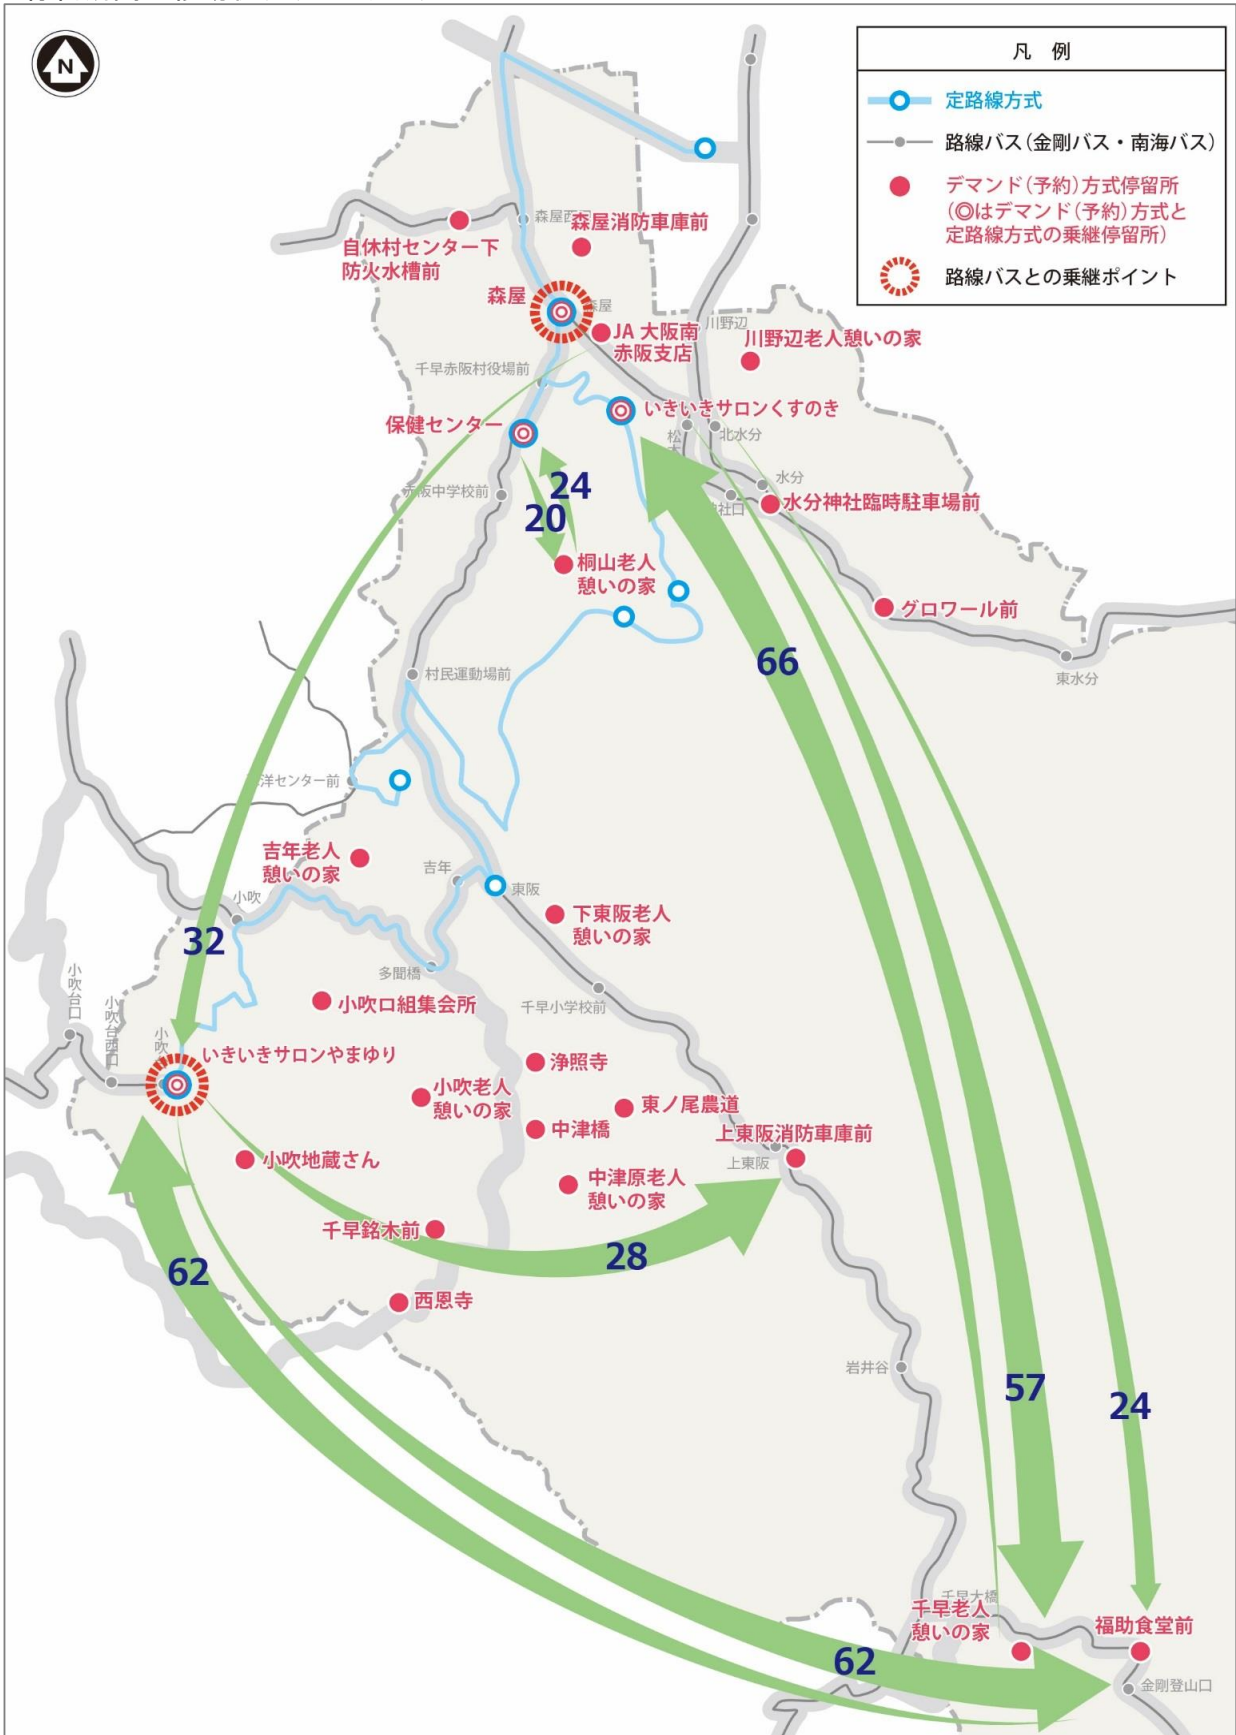 N
凡 例
定路線方式
路線バス(金剛バス・南海バス)
デマンド(予約)方式停留所
(◎はデマンド(予約)方式と
定路線方式の乗継停留所)
路線バスとの乗継ポイント
森屋消防車庫前
自休村センター下
防火水槽前
森屋
JA 大阪南
赤阪支店
川野辺
川野辺老人憩いの家
千早赤阪村役場前
いきいきサロンくすのき
保健センター
北水分
水分
赤阪中学校前
24
20
水分神社臨時駐車場前
桐山老人
憩いの家
グロワール前
66
東水分
村民運動場前
洋センター前
吉年老人
憩いの家
吉年
東阪
小吹
下東阪老人
憩いの家
32
多聞橋
小吹台口
小吹台西口
小吹
小吹口組集会所
千早小学校前
いきいきサロンやまゆり
浄照寺
小吹老人
憩いの家
東ノ尾農道
中津橋
上東阪消防車庫前
上東阪
小吹地蔵さん
中津原老人
憩いの家
千早銘木前
62
28
西恩寺
岩井谷
57
24
千早大橋
千早老人
憩いの家
福助食堂前
62
金剛登山口